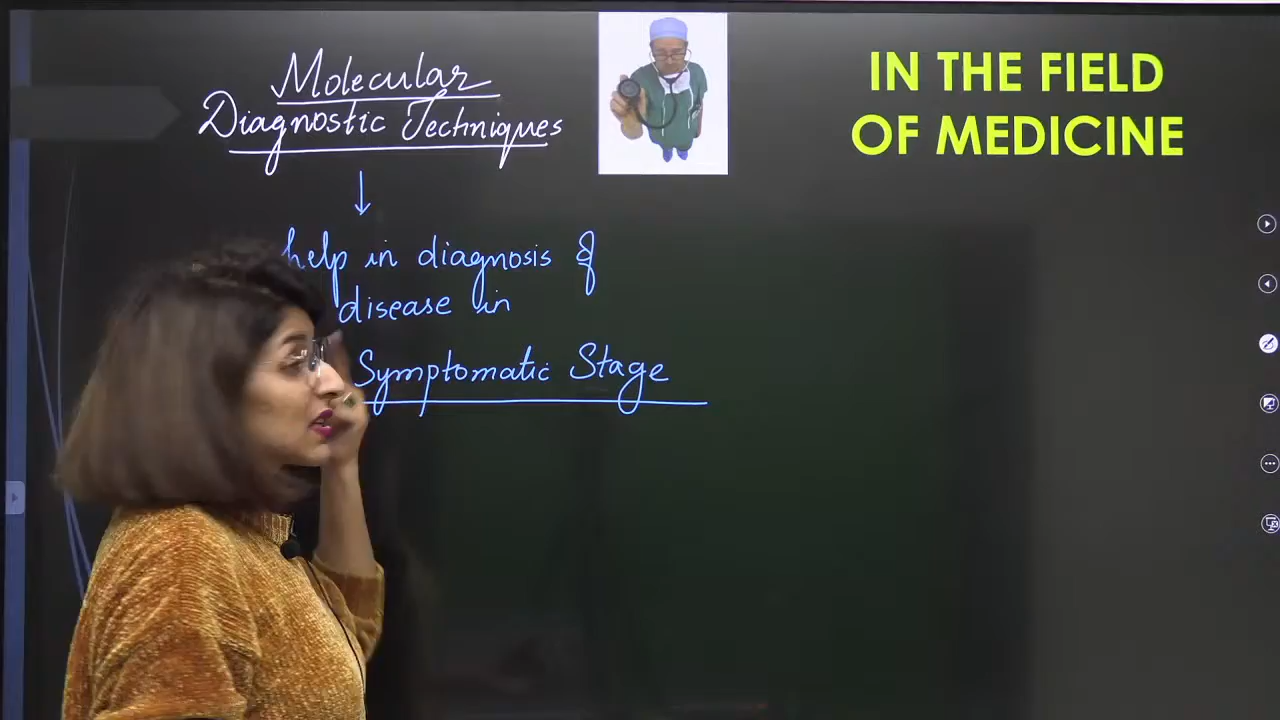 Molecular
Diagnostic Techniques
IN THE FIELD
OF MEDICINE
help in diagnosis of
disease in
Symptomatic Stage